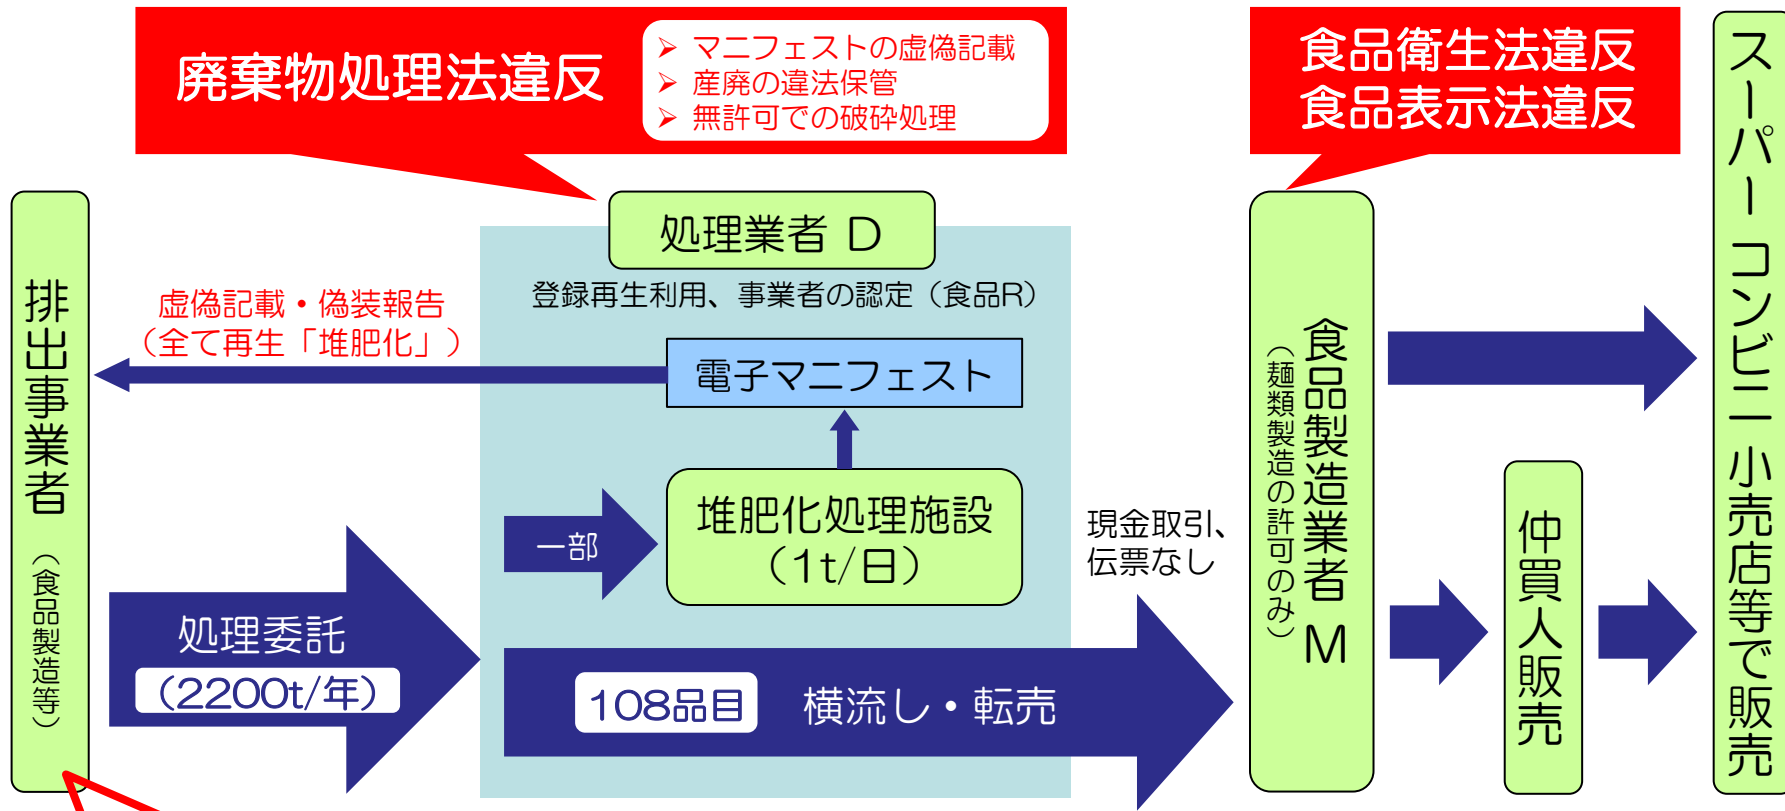 廃棄物処理法違反
➢ マニフェストの虚偽記載
➢ 産廃の違法保管
➢ 無許可での破砕処理
食品衛生法違反
食品表示法違反
排出事業者
（食品製造等）
虚偽記載・偽装報告
（全て再生「堆肥化」）
処理委託
（2200t/年）
処理業者 D
登録再生利用、事業者の認定（食品R）
電子マニフェスト
一部
堆肥化処理施設
（1t/日）
108品目 横流し・転売
現金取引、
伝票なし
食品製造業者 M
（麺類製造の許可のみ）
仲買人販売
スーパー コンビニ 小売店等で販売